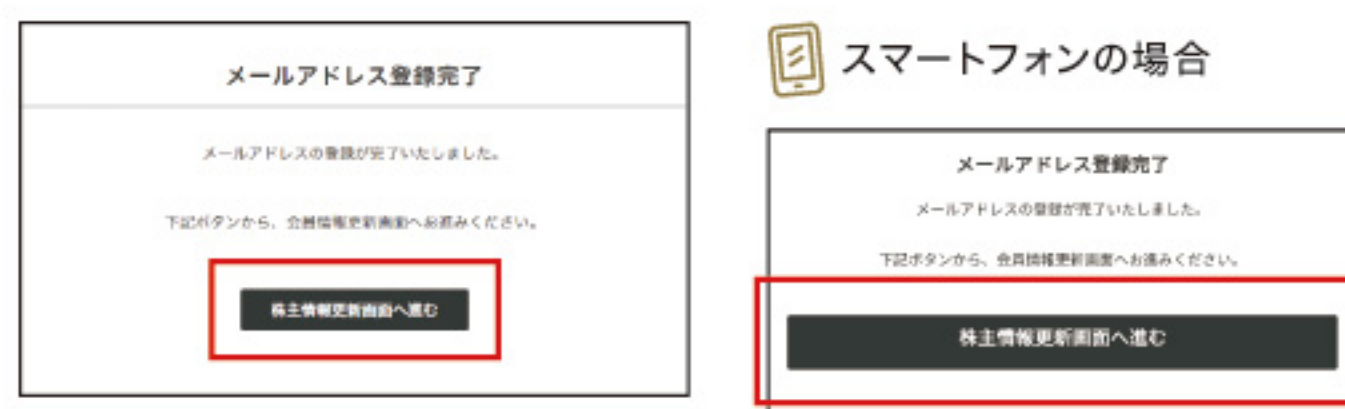 メールアドレス登録完了
メールアドレスの登録が完了いたしました。
下記ボタンから、会員情報更新画面へお進みください。
株主情報更新画面へ進む
スマートフォンの場合
メールアドレス登録完了
メールアドレスの登録が完了いたしました。
下記ボタンから、会員情報更新画面へお進みください。
株主情報更新画面へ進む